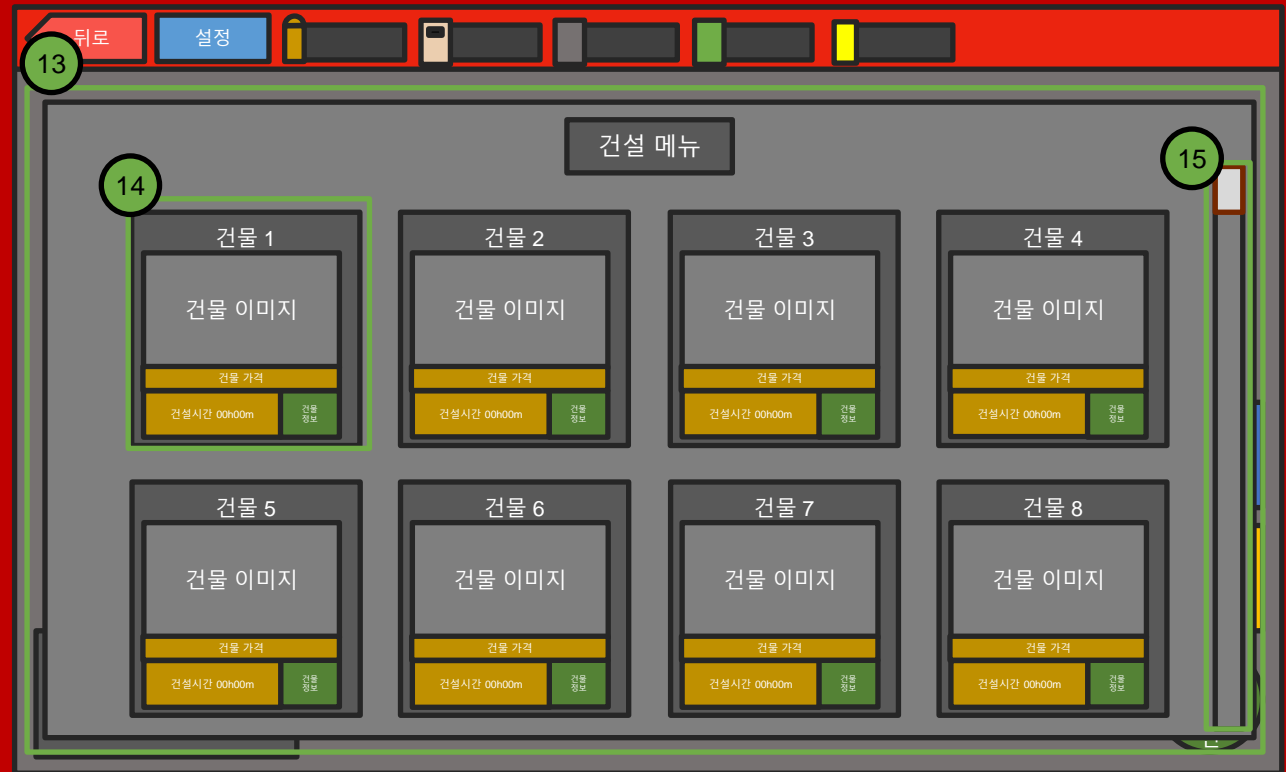 뒤로
설정
13
건설 메뉴
14
15
건물 1
건물 2
건물 3
건물 4
건물 이미지
건물 이미지
건물 이미지
건물 이미지
건물 가격
건물 가격
건물 가격
건물 가격
건설시간 00h00m
건물
정보
건설시간 00h00m
건물
정보
건설시간 00h00m
건물
정보
건설시간 00h00m
건물
정보
건물 5
건물 6
건물 7
건물 8
건물 이미지
건물 이미지
건물 이미지
건물 이미지
건물 가격
건물 가격
건물 가격
건물 가격
건설시간 00h00m
건물
정보
건설시간 00h00m
건물
정보
건설시간 00h00m
건물
정보
건설시간 00h00m
건물
정보